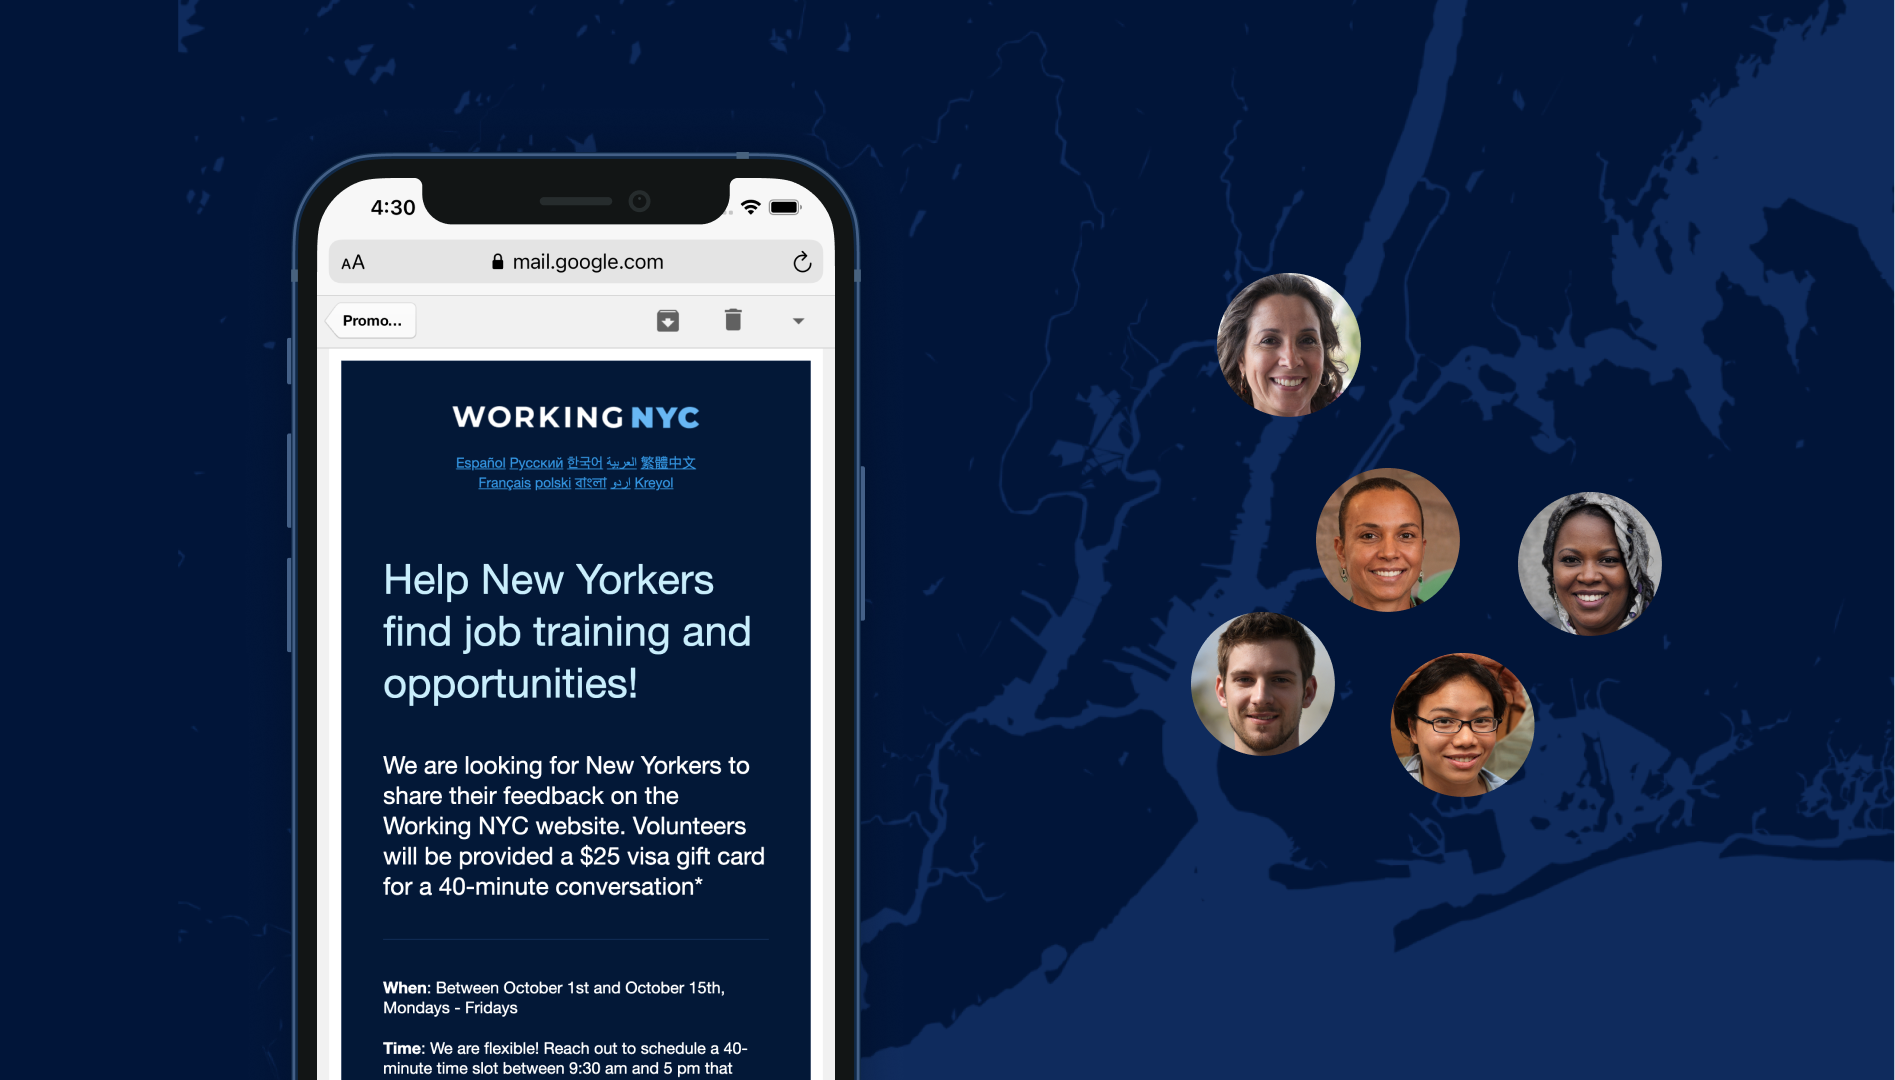 4:30
AA mail.google.com
Promo...
WORKING NYC
Español Русский 한국어 العربية 繁體中文
Français polski বাংলা اردو Kreyol
Help New Yorkers
find job training and
opportunities!
We are looking for New Yorkers to
share their feedback on the
Working NYC website. Volunteers
will be provided a $25 visa gift card
for a 40-minute conversation*
When: Between October 1st and October 15th,
Mondays - Fridays
Time: We are flexible! Reach out to schedule a 40-
minute time slot between 9:30 am and 5 pm that